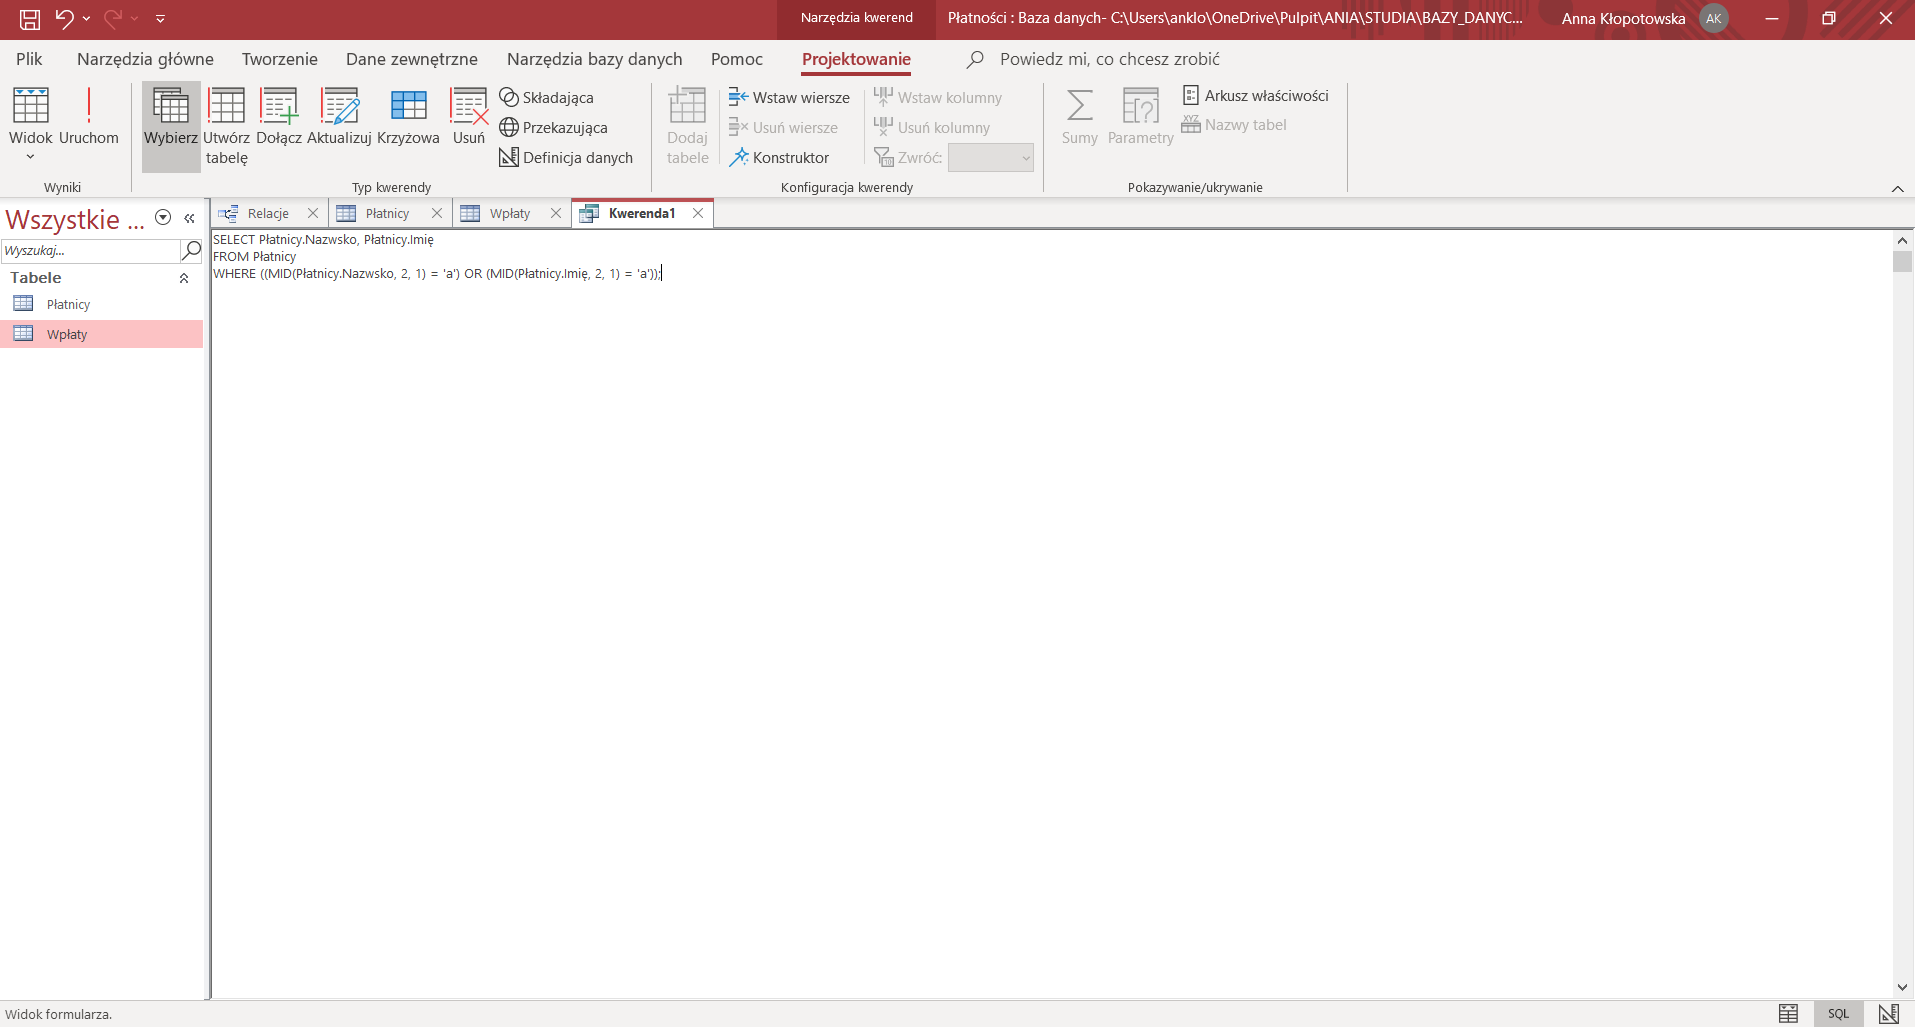 Narzędzia kwerend
Płatności : Baza danych- C:\Users\anklo\OneDrive\Pulpit\ANIA\STUDIA\BAZY_DANYC...
Anna Kłopotowska
AK
Plik
Narzędzia główne
Tworzenie
Dane zewnętrzne
Narzędzia bazy danych
Pomoc
Projektowanie
Powiedz mi, co chcesz zrobić
Widok
Uruchom
Wyniki
Wybierz
Utwórz
tabelę
Dołącz
Aktualizuj
Krzyżowa
Usuń
Składająca
Przekazująca
Definicja danych
Typ kwerendy
Dodaj
tabele
Wstaw wiersze
Usuń wiersze
Konstruktor
Wstaw kolumny
Usuń kolumny
Zwróć:
Konfiguracja kwerendy
Sumy
Parametry
Arkusz właściwości
Nazwy tabel
Pokazywanie/ukrywanie
Wszystkie ...
Wyszukaj...
Tabele
Płatnicy
Wpłaty
Relacje
Płatnicy
Wpłaty
Kwerenda1
SELECT Płatnicy.Nazwsko, Płatnicy.Imię
FROM Płatnicy
WHERE ((MID(Płatnicy.Nazwsko, 2, 1) = 'a') OR (MID(Płatnicy.Imię, 2, 1) = 'a'));
Widok formularza.
SQL